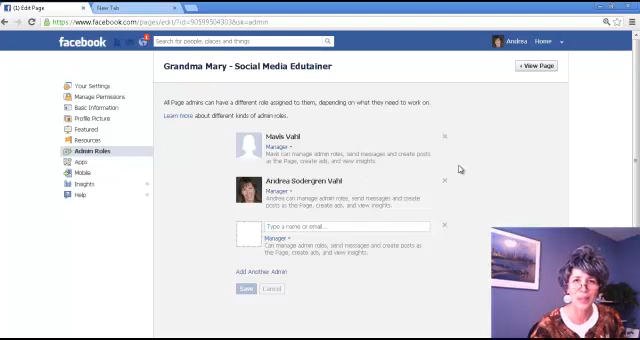 (1) Edit Page
New Tab
https://www.facebook.com/pages/edit/?id=90599504303&sk=admin
facebook
1
Search for people, places and things
Andrea
Home
Grandma Mary - Social Media Edutainer
‹ View Page
Your Settings
Manage Permissions
Basic Information
Profile Picture
Featured
Resources
Admin Roles
Apps
Mobile
Insights
Help
All Page admins can have a different role assigned to them, depending on what they need to work on.
Learn more about different kinds of admin roles.
Mavis Vahl
Manager
Mavis can manage admin roles, send messages and create posts
as the Page, create ads, and view insights.
Andrea Sodergren Vahl
Manager
Andrea can manage admin roles, send messages and create
posts as the Page, create ads, and view insights.
Type a name or email...
Manager
Can manage admin roles, send messages and create posts as
the Page, create ads, and view insights.
Add Another Admin
Save
Cancel